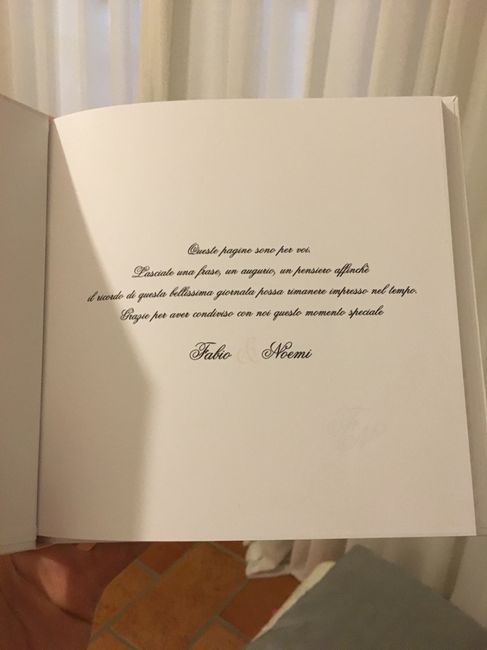 Queste pagine sono per voi.
Lasciate una frase, un augurio, un pensiero affinchè
il ricordo di questa bellissima giornata possa rimanere impresso nel tempo.
Grazie per aver condiviso con noi questo momento speciale
Fabio & Noemi